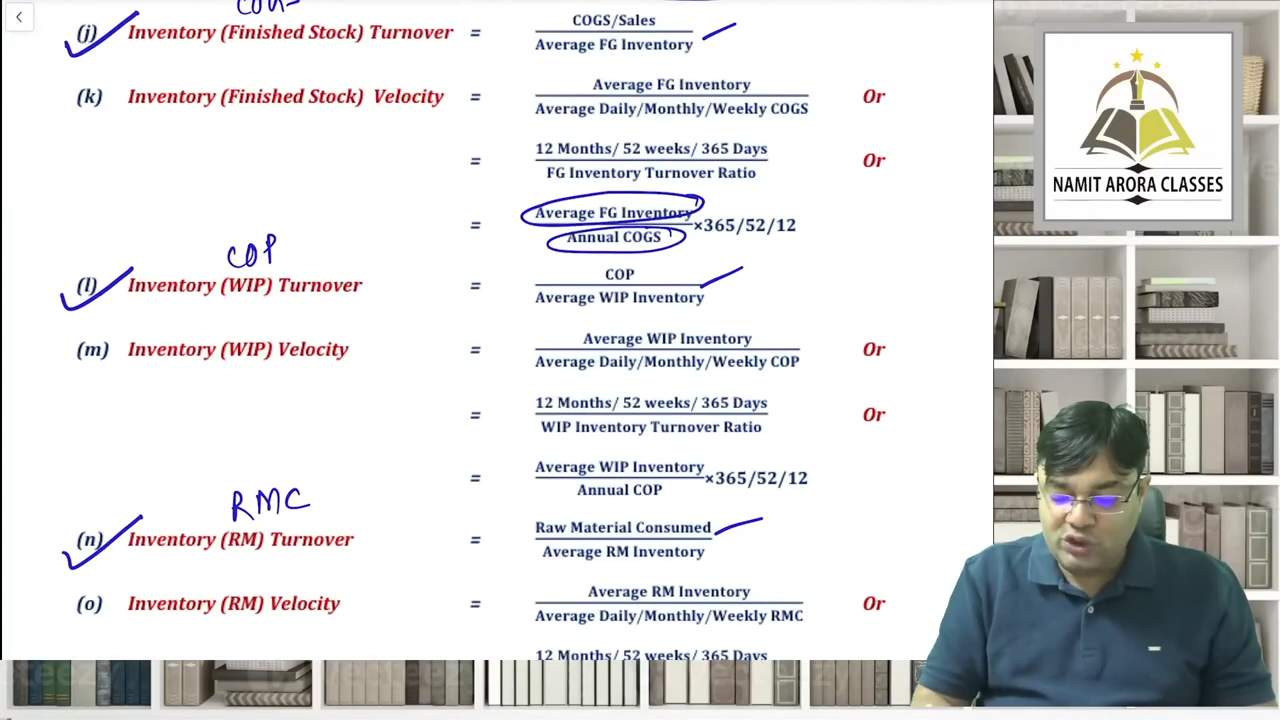 (j) Inventory (Finished Stock) Turnover = COGS/Sales
Average FG Inventory
(k) Inventory (Finished Stock) Velocity = Average FG Inventory Or
Average Daily/Monthly/Weekly COGS
= 12 Months/ 52 weeks/ 365 Days Or
FG Inventory Turnover Ratio
= Average FG Inventory ×365/52/12
Annual COGS
COP
(l) Inventory (WIP) Turnover = COP
Average WIP Inventory
(m) Inventory (WIP) Velocity = Average WIP Inventory Or
Average Daily/Monthly/Weekly COP
= 12 Months/ 52 weeks/ 365 Days Or
WIP Inventory Turnover Ratio
= Average WIP Inventory ×365/52/12
Annual COP
RMC
(n) Inventory (RM) Turnover = Raw Material Consumed
Average RM Inventory
(o) Inventory (RM) Velocity = Average RM Inventory Or
Average Daily/Monthly/Weekly RMC
12 Months/ 52 weeks/ 365 Days
NAMIT ARORA CLASSES